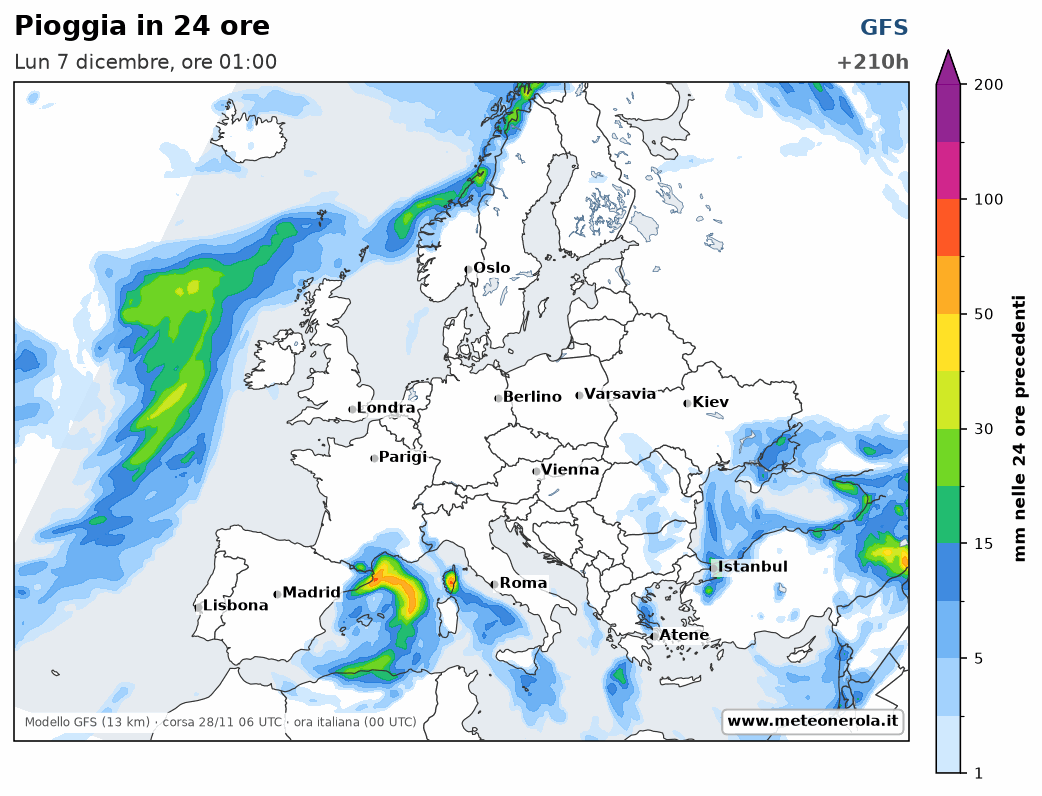 Pioggia in 24 ore
GFS
Lun 7 dicembre, ore 01:00
+210h
200
100
50
30
15
5
1
mm nelle 24 ore precedenti
Oslo
Berlino
Varsavia
Kiev
Londra
Parigi
Vienna
Istanbul
Roma
Madrid
Lisbona
Atene
Modello GFS (13 km) · corsa 28/11 06 UTC · ora italiana (00 UTC)
www.meteonerola.it